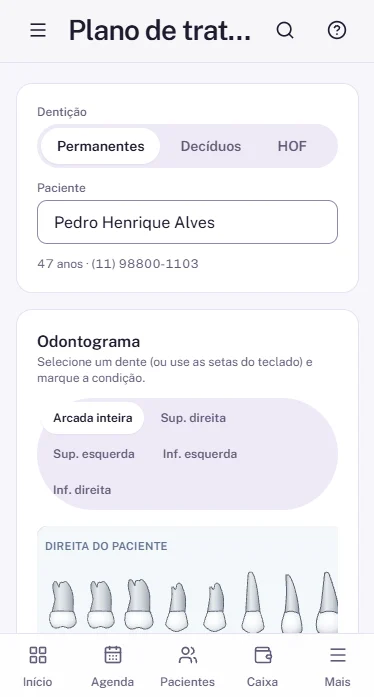 Plano de trat...
Dentição
Permanentes Decíduos HOF
Paciente
Pedro Henrique Alves
47 anos · (11) 98800-1103
Odontograma
Selecione um dente (ou use as setas do teclado) e
marque a condição.
Arcada inteira Sup. direita
Sup. esquerda Inf. esquerda
Inf. direita
DIREITA DO PACIENTE
Início Agenda Pacientes Caixa Mais